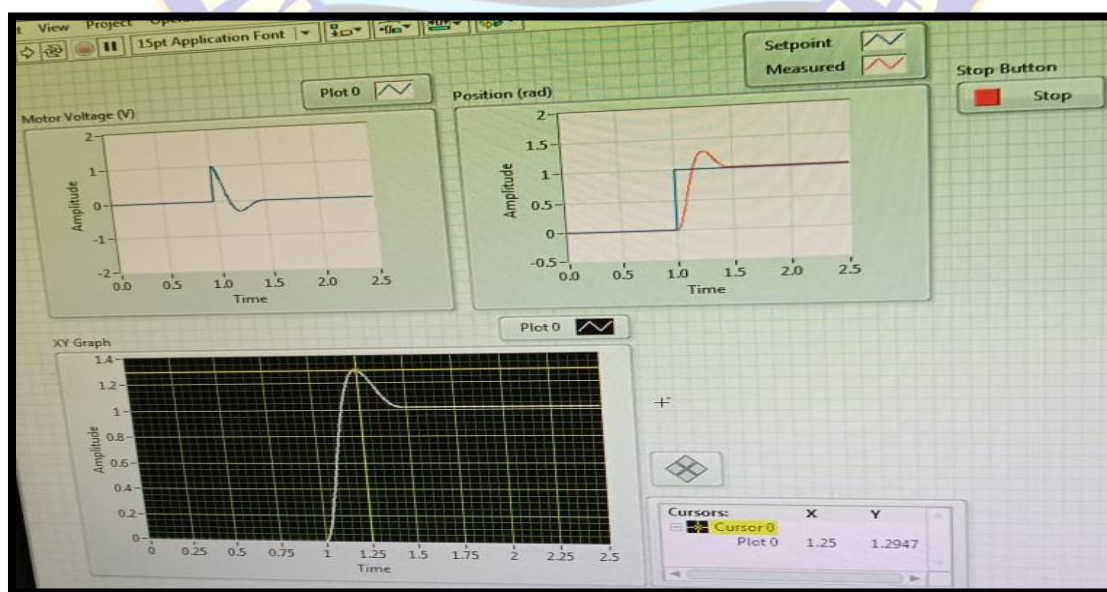 View Project
15pt Application Font
Setpoint
Measured
Stop Button
Stop
Plot 0
Position (rad)
Motor Voltage (V)
2
1
0
-1
-2
Amplitude
0.0 0.5 1.0 1.5 2.0 2.5
Time
2
1.5
1
0.5
0
-0.5
Amplitude
0.0 0.5 1.0 1.5 2.0 2.5
Time
Plot 0
XY Graph
1.4
1.2
1
0.8
0.6
0.4
0.2
0
Amplitude
0 0.25 0.5 0.75 1 1.25 1.5 1.75 2 2.25 2.5
Time
Cursors: X Y
Cursor 0
Plot 0 1.25 1.2947